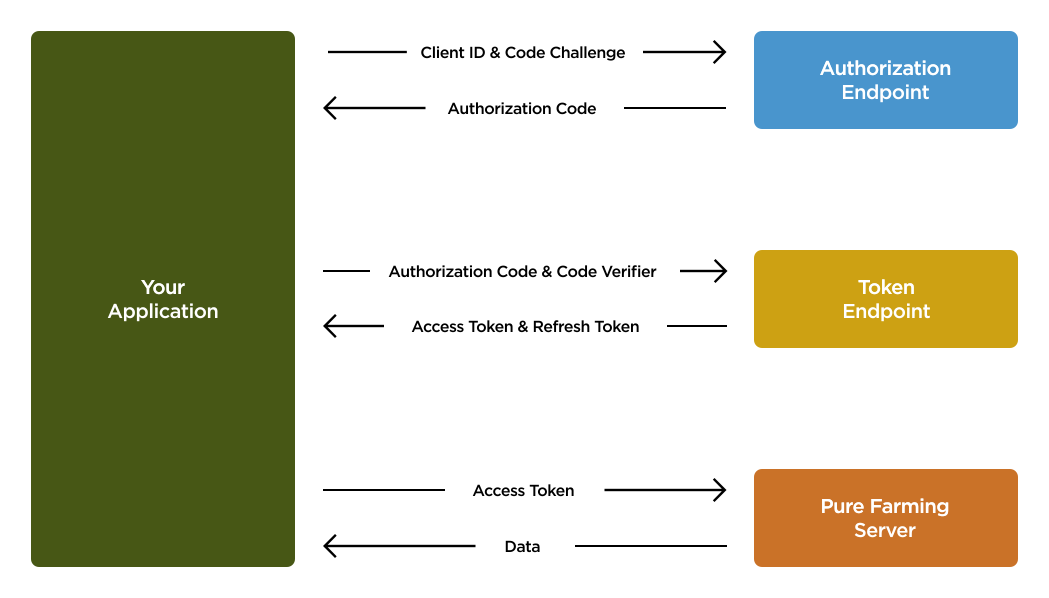 Client ID & Code Challenge
Authorization
Endpoint
Authorization Code
Your
Application
Authorization Code & Code Verifier
Token
Endpoint
Access Token & Refresh Token
Access Token
Pure Farming
Server
Data